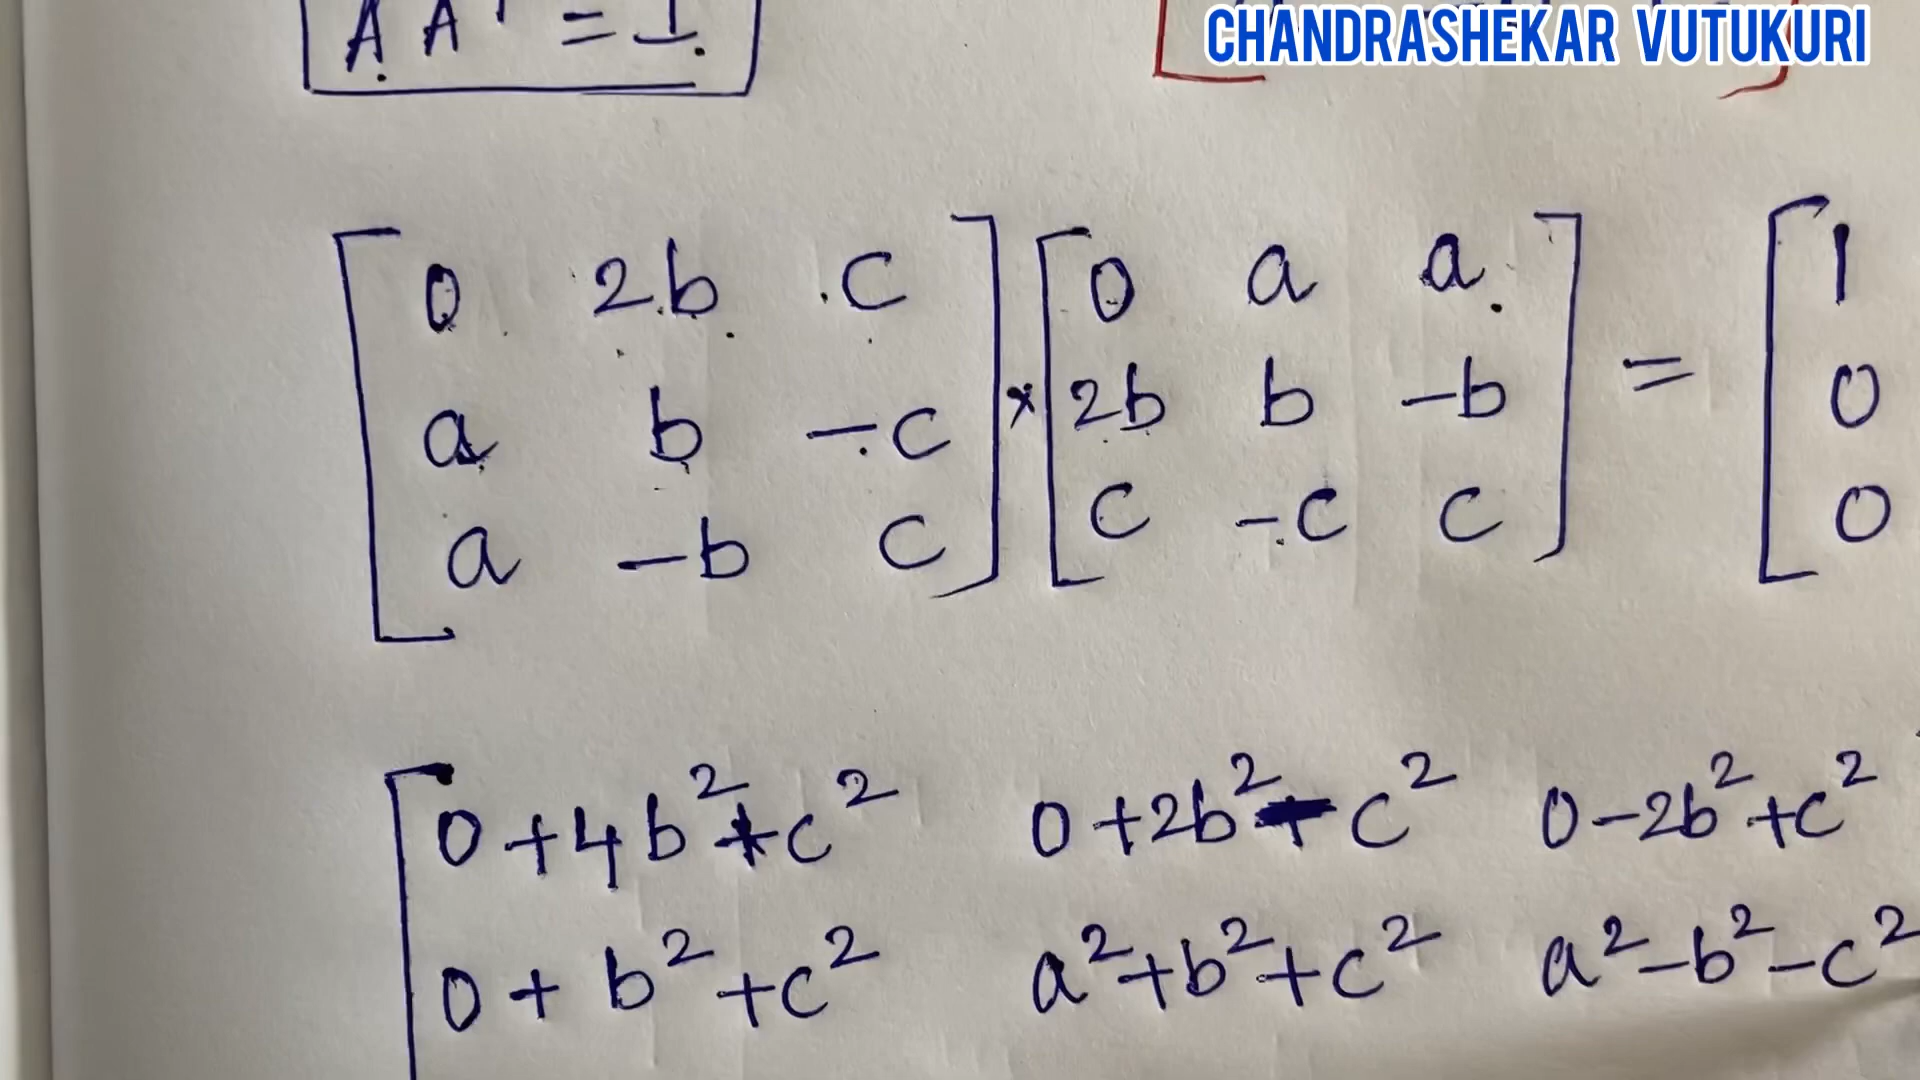 A Aᵀ = I
CHANDRASHEKAR VUTUKURI
[0 2b c] × [0 a a] = [1
[a b -c] [2b b -b] [0
[a -b c] [c -c c] [0
[0+4b²+c² 0+2b²-c² 0-2b²+c²
0+b²+c² a²+b²+c² a²-b²-c²